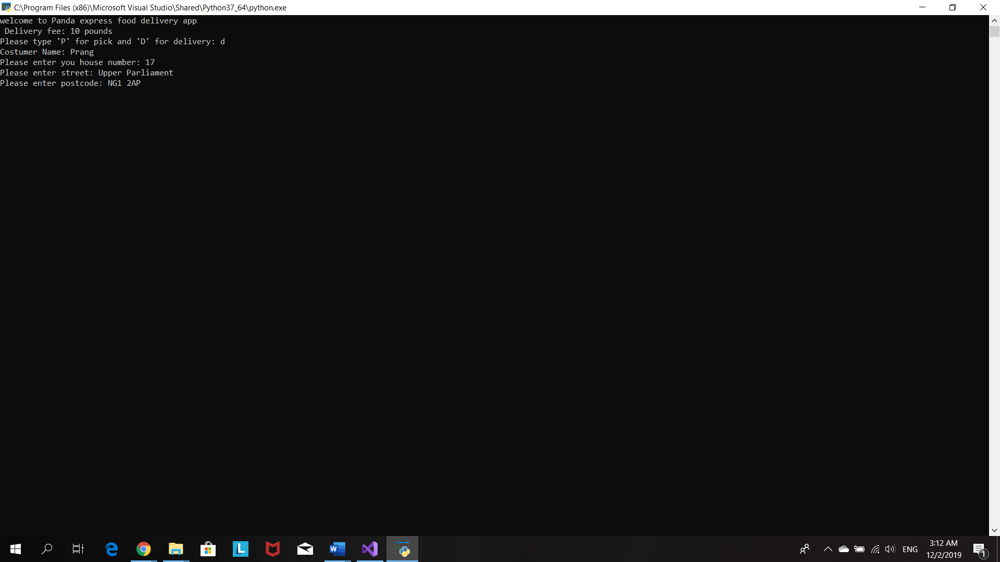 C:\Program Files (x86)\Microsoft Visual Studio\Shared\Python37_64\python.exe
welcome to Panda express food delivery app
Delivery fee: 10 pounds
Please type 'P' for pick and 'D' for delivery: d
Costumer Name: Prang
Please enter you house number: 17
Please enter street: Upper Parliament
Please enter postcode: NG1 2AP
L
W
ENG
3:12 AM
12/2/2019
1